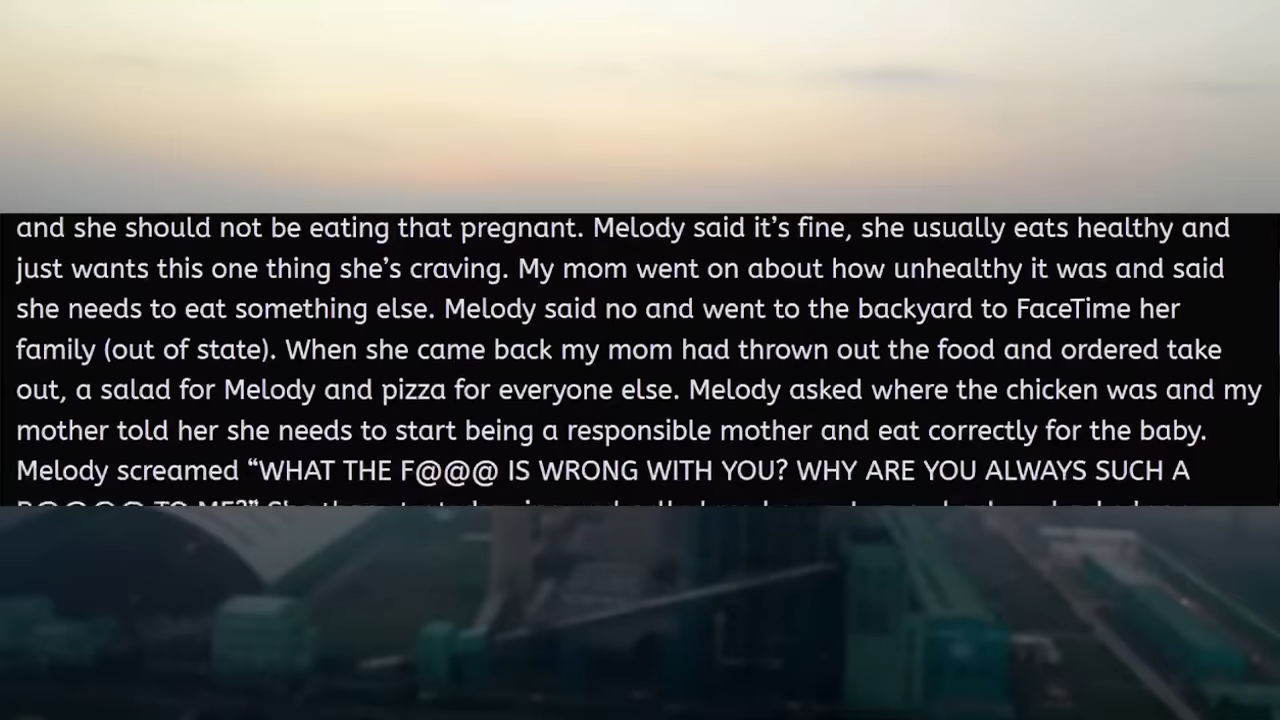 and she should not be eating that pregnant. Melody said it’s fine, she usually eats healthy and
just wants this one thing she’s craving. My mom went on about how unhealthy it was and said
she needs to eat something else. Melody said no and went to the backyard to FaceTime her
family (out of state). When she came back my mom had thrown out the food and ordered take
out, a salad for Melody and pizza for everyone else. Melody asked where the chicken was and my
mother told her she needs to start being a responsible mother and eat correctly for the baby.
Melody screamed “WHAT THE F@@@ IS WRONG WITH YOU? WHY ARE YOU ALWAYS SUCH A
TO ME?” She then